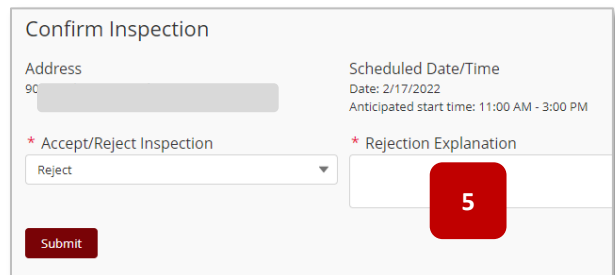 Confirm Inspection
Address
90
Scheduled Date/Time
Date: 2/17/2022
Anticipated start time: 11:00 AM - 3:00 PM
* Accept/Reject Inspection
Reject
* Rejection Explanation
5
Submit